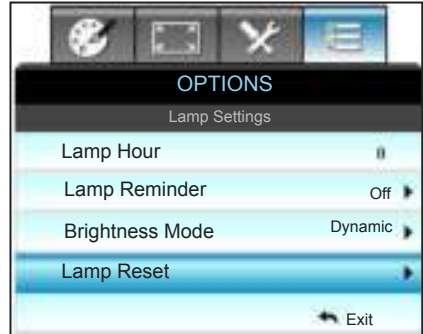 OPTIONS
Lamp Settings
Lamp Hour 0
Lamp Reminder Off
Brightness Mode Dynamic
Lamp Reset
Exit